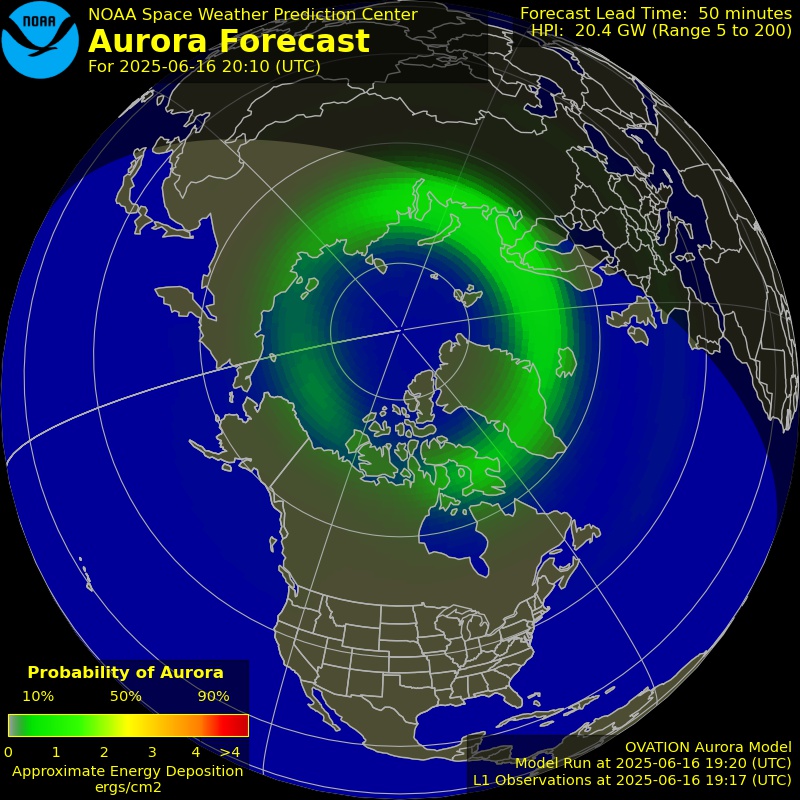 NOAA
NOAA Space Weather Prediction Center
Aurora Forecast
For 2025-06-16 20:10 (UTC)
Forecast Lead Time: 50 minutes
HPI: 20.4 GW (Range 5 to 200)
Probability of Aurora
10% 50% 90%
0 1 2 3 4 >4
Approximate Energy Deposition
ergs/cm2
OVATION Aurora Model
Model Run at 2025-06-16 19:20 (UTC)
L1 Observations at 2025-06-16 19:17 (UTC)